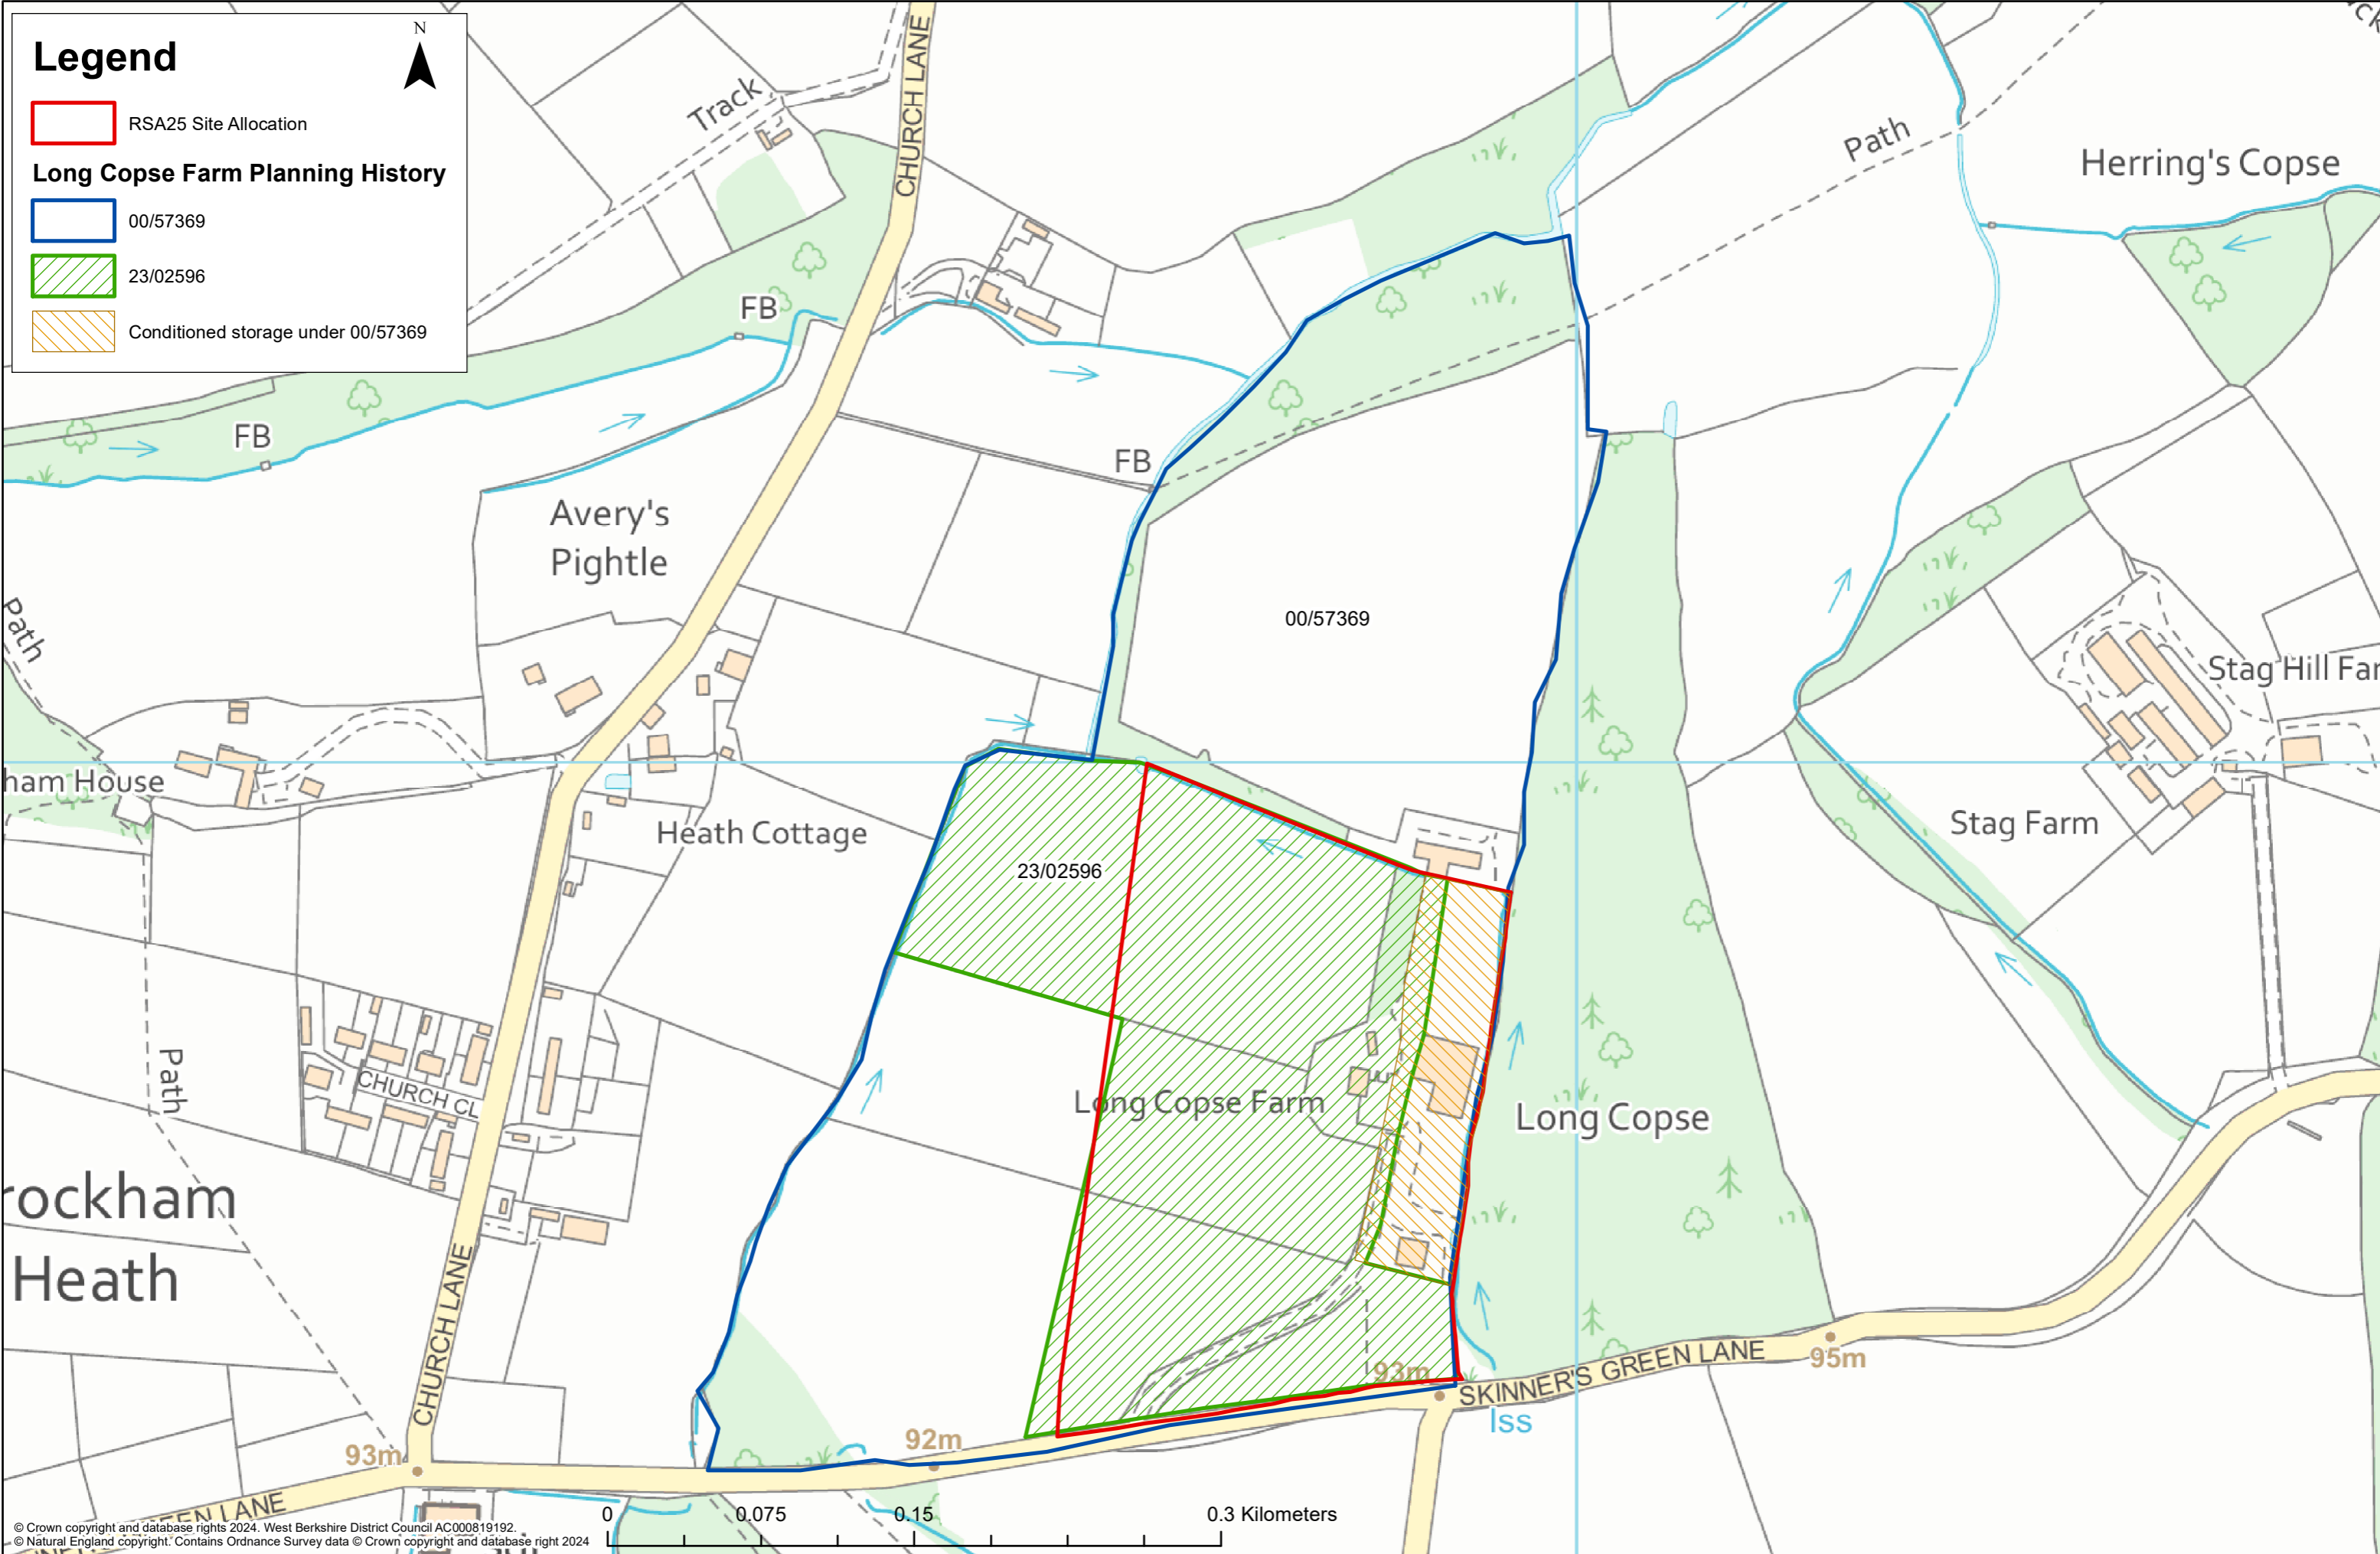 Legend
N
RSA25 Site Allocation
Long Copse Farm Planning History
00/57369
23/02596
Conditioned storage under 00/57369
CHURCH LANE
Track
Path
Herring's Copse
FB
FB
FB
Avery's
Pightle
00/57369
Path
Stag Hill Far
ham House
Heath Cottage
Stag Farm
23/02596
Path
CHURCH CL
Long Copse Farm
Long Copse
rockham
Heath
CHURCH LANE
93m
SKINNER'S GREEN LANE
95m
Iss
92m
93m
EEN LANE
0
0.075
0.15
0.3 Kilometers
© Crown copyright and database rights 2024. West Berkshire District Council AC000819192.
© Natural England copyright. Contains Ordnance Survey data © Crown copyright and database right 2024